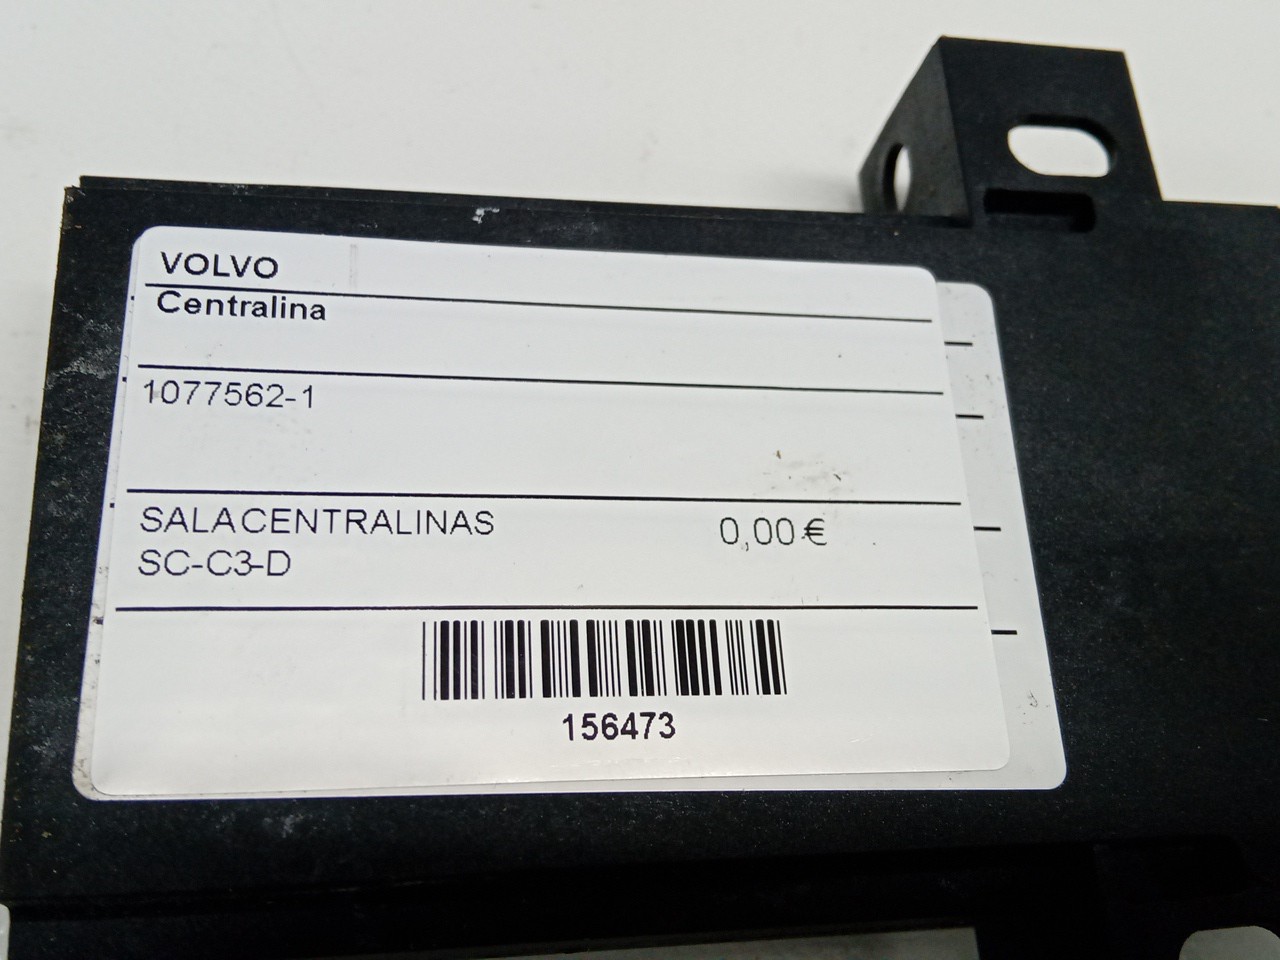 VOLVO
Centralina
1077562-1
SALACENTRALINAS 0,00 €
SC-C3-D
156473